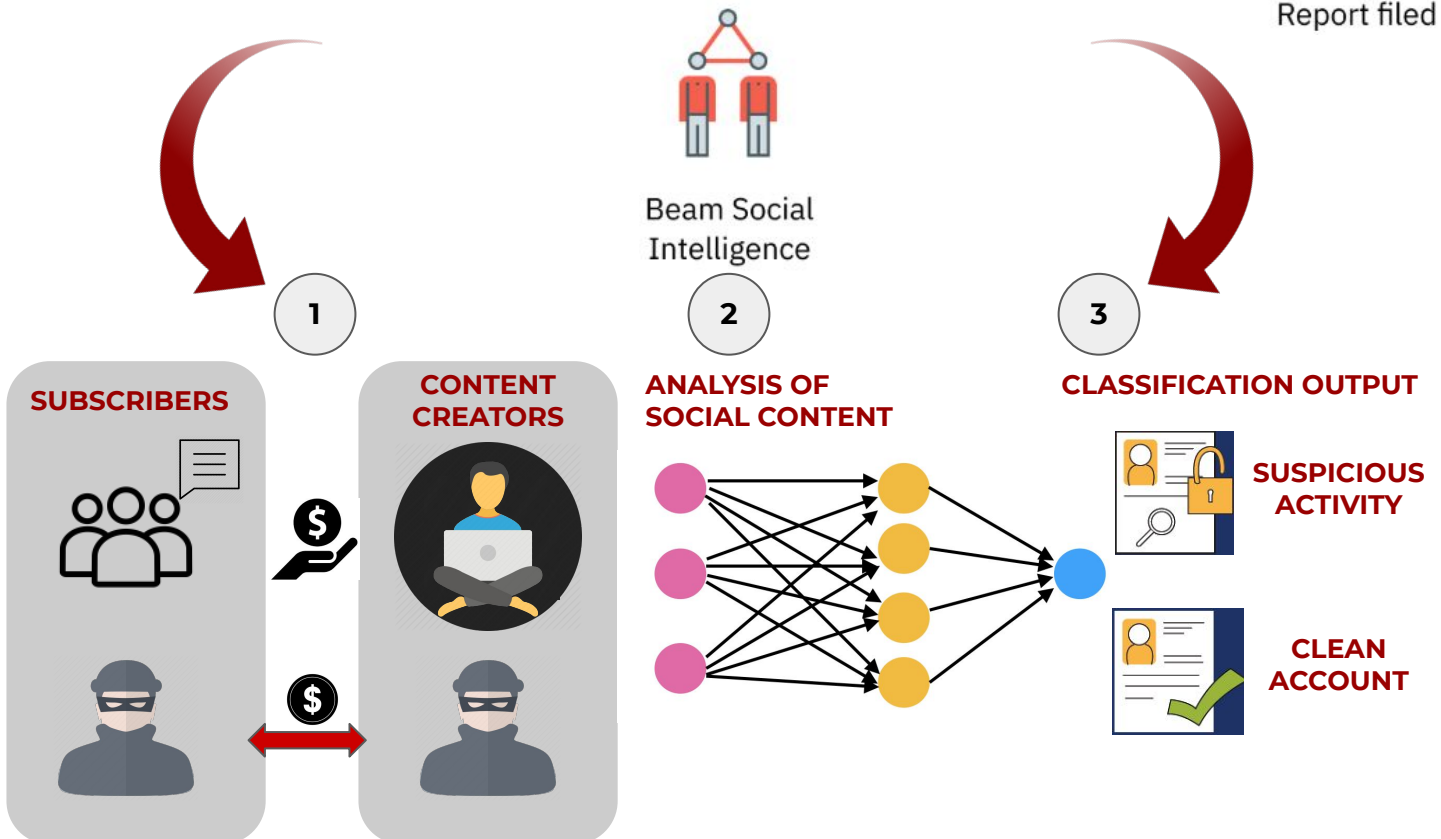 Report filed
Beam Social
Intelligence
1
2
3
SUBSCRIBERS
CONTENT
CREATORS
ANALYSIS OF
SOCIAL CONTENT
CLASSIFICATION OUTPUT
$
$
SUSPICIOUS
ACTIVITY
CLEAN
ACCOUNT